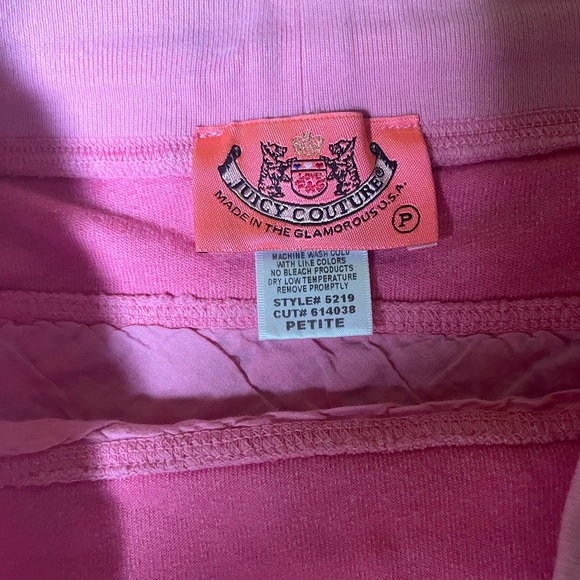 LOVE
P&G
JUICY COUTURE®
MADE IN THE GLAMOROUS U.S.A.
P
MACHINE WASH COLD
WITH LIKE COLORS
NO BLEACH PRODUCTS
DRY LOW TEMPERATURE
REMOVE PROMPTLY
STYLE# 5219
CUT# 614038
PETITE